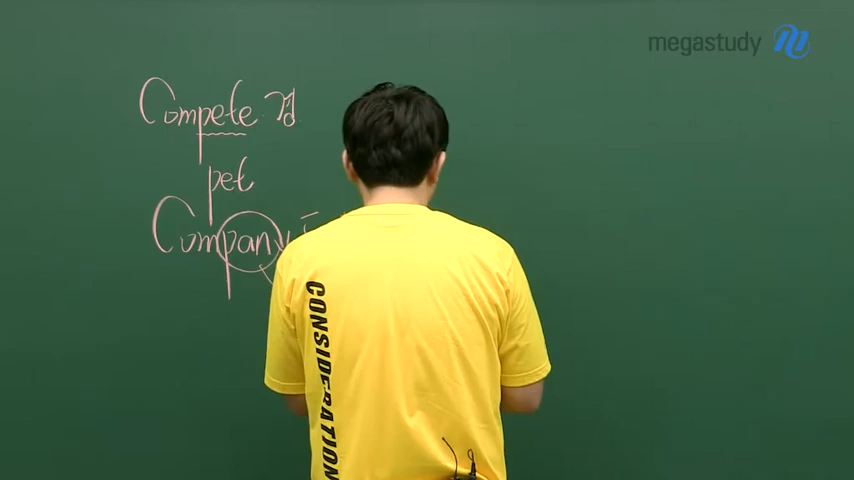 megastudy
Compete 경
pet
Company
CONSIDERATION